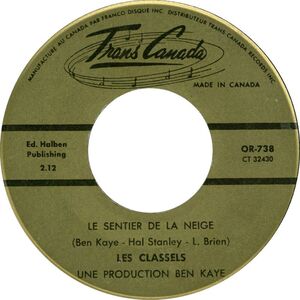 MANUFACTURE AU CANADA PAR FRANCO DISQUE INC. DISTRIBUTEUR TRANS CANADA RECORDS INC.
Trans Canada
MADE IN CANADA
Ed. Halben
Publishing
2.12
OR-738
CT 32430
LE SENTIER DE LA NEIGE
(Ben Kaye - Hal Stanley - L. Brien)
LES CLASSELS
UNE PRODUCTION BEN KAYE